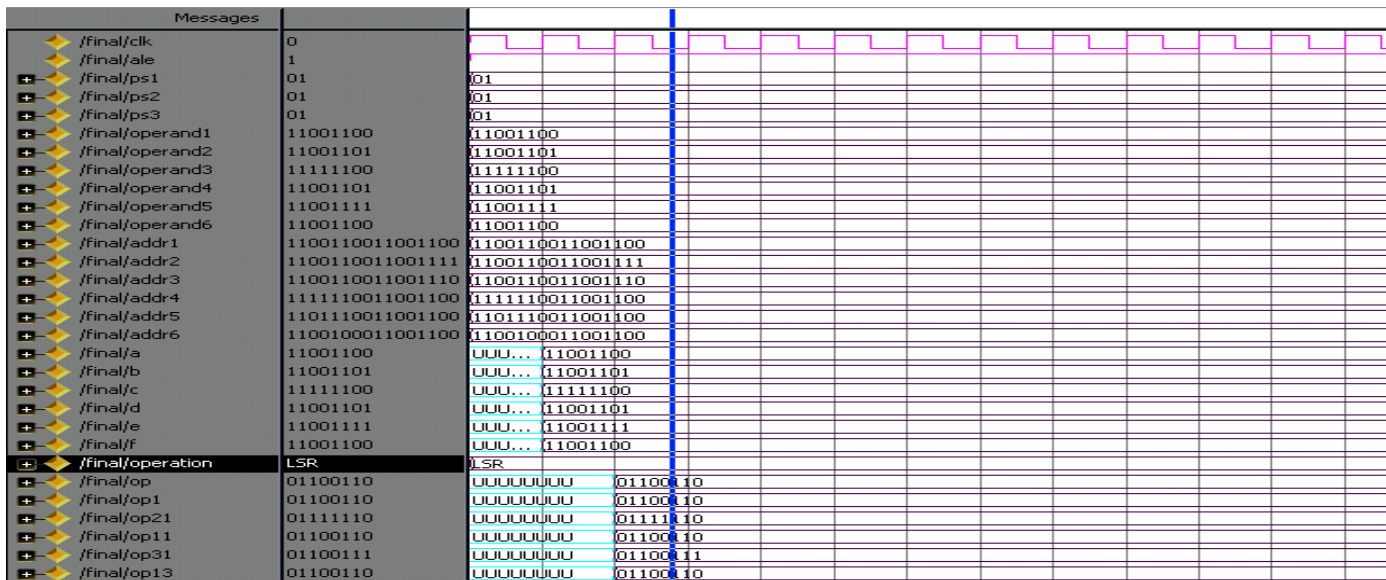 Messages
/final/clk 0
/final/ale 1
/final/ps1 01 01
/final/ps2 01 01
/final/ps3 01 01
/final/operand1 11001100 11001100
/final/operand2 11001101 11001101
/final/operand3 11111100 11111100
/final/operand4 11001101 11001101
/final/operand5 11001111 11001111
/final/operand6 11001100 11001100
/final/addr1 1100110011001100 1100110011001100
/final/addr2 1100110011001111 1100110011001111
/final/addr3 1100110011001110 1100110011001110
/final/addr4 1111110011001100 1111110011001100
/final/addr5 1101110011001100 1101110011001100
/final/addr6 1100100011001100 1100100011001100
/final/a 11001100 UUU... 11001100
/final/b 11001101 UUU... 11001101
/final/c 11111100 UUU... 11111100
/final/d 11001101 UUU... 11001101
/final/e 11001111 UUU... 11001111
/final/f 11001100 UUU... 11001100
/final/operation LSR LSR
/final/op 01100110 UUUUUUUU 01100110
/final/op1 01100110 UUUUUUUU 01100110
/final/op21 01111110 UUUUUUUU 01111110
/final/op11 01100110 UUUUUUUU 01100110
/final/op31 01100111 UUUUUUUU 01100111
/final/op13 01100110 UUUUUUUU 01100110